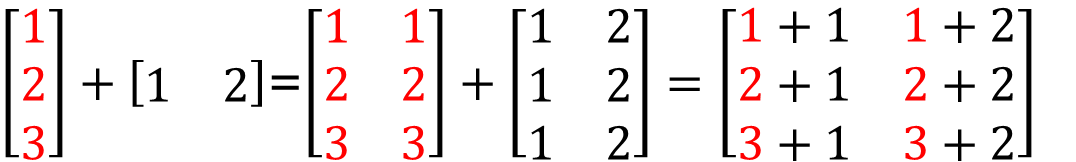 [1] [1 1] [1 2] [1 + 1 1 + 2]
[2] + [1 2]= [2 2] + [1 2] = [2 + 1 2 + 2]
[3] [3 3] [1 2] [3 + 1 3 + 2]